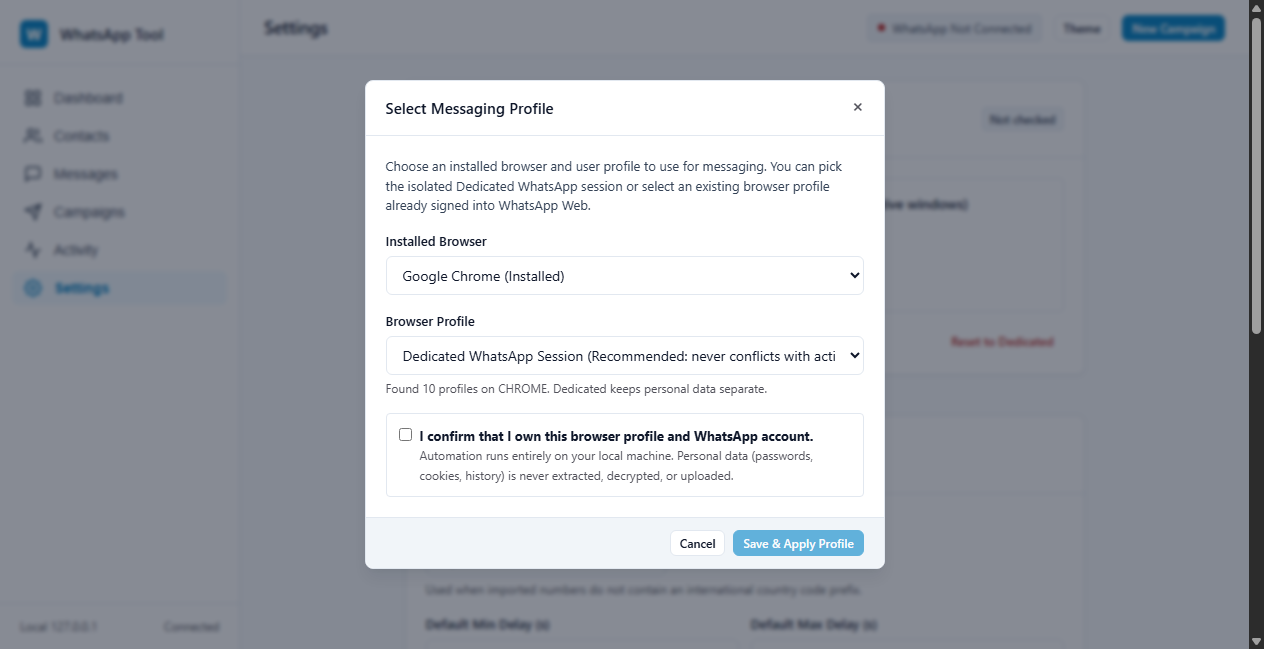 W WhatsApp Tool
Settings
WhatsApp Not Connected
Theme
New Campaign
Dashboard
Contacts
Messages
Campaigns
Activity
Settings
Not checked
ive windows)
Reset to Dedicated
Select Messaging Profile
×
Choose an installed browser and user profile to use for messaging. You can pick
the isolated Dedicated WhatsApp session or select an existing browser profile
already signed into WhatsApp Web.
Installed Browser
Google Chrome (Installed)
Browser Profile
Dedicated WhatsApp Session (Recommended: never conflicts with acti
Found 10 profiles on CHROME. Dedicated keeps personal data separate.
I confirm that I own this browser profile and WhatsApp account.
Automation runs entirely on your local machine. Personal data (passwords,
cookies, history) is never extracted, decrypted, or uploaded.
Cancel
Save & Apply Profile
Used when imported numbers do not contain an international country code prefix.
Default Min Delay (s)
Default Max Delay (s)
Local 127.0.0.1
Connected